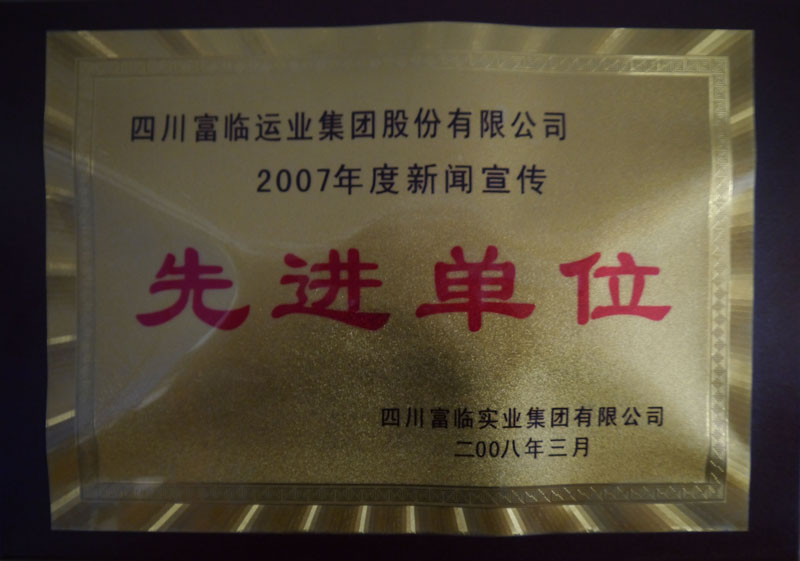 四川富临运业集团股份有限公司
2007年度新闻宣传
先进单位
四川富临实业集团有限公司
二00八年三月